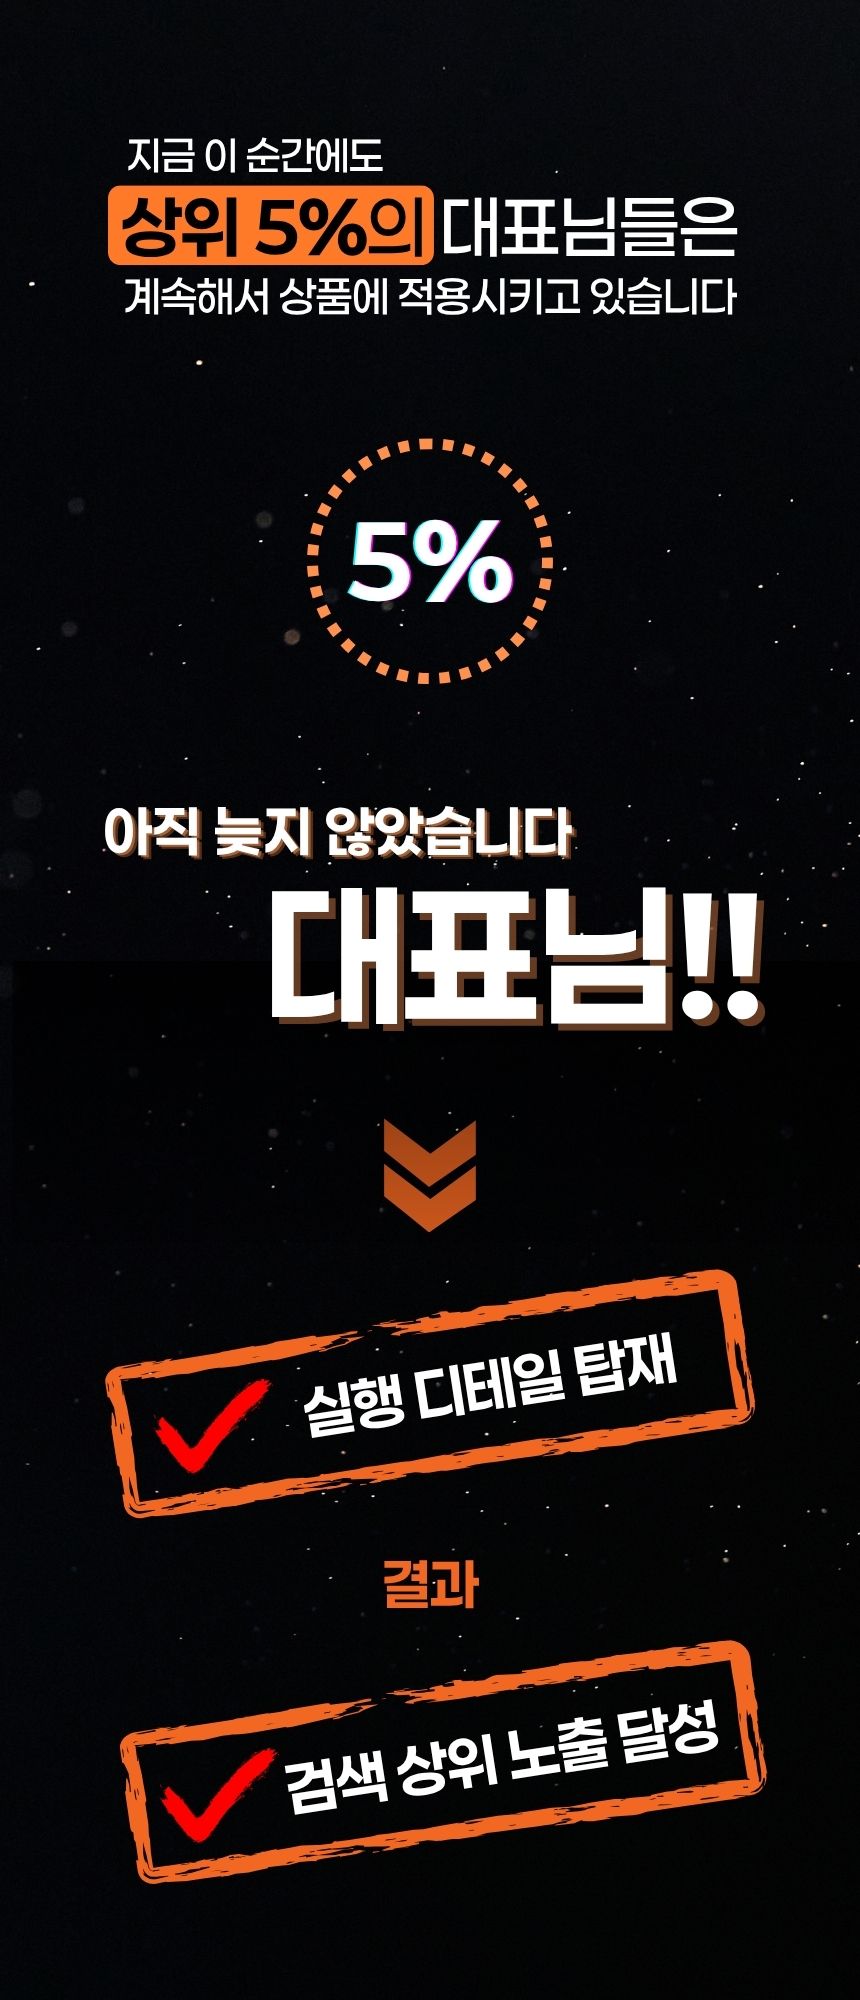 지금 이 순간에도
상위 5%의 대표님들은
계속해서 상품에 적용시키고 있습니다
5%
아직 늦지 않았습니다
대표님!!
실행 디테일 탑재
결과
검색 상위 노출 달성